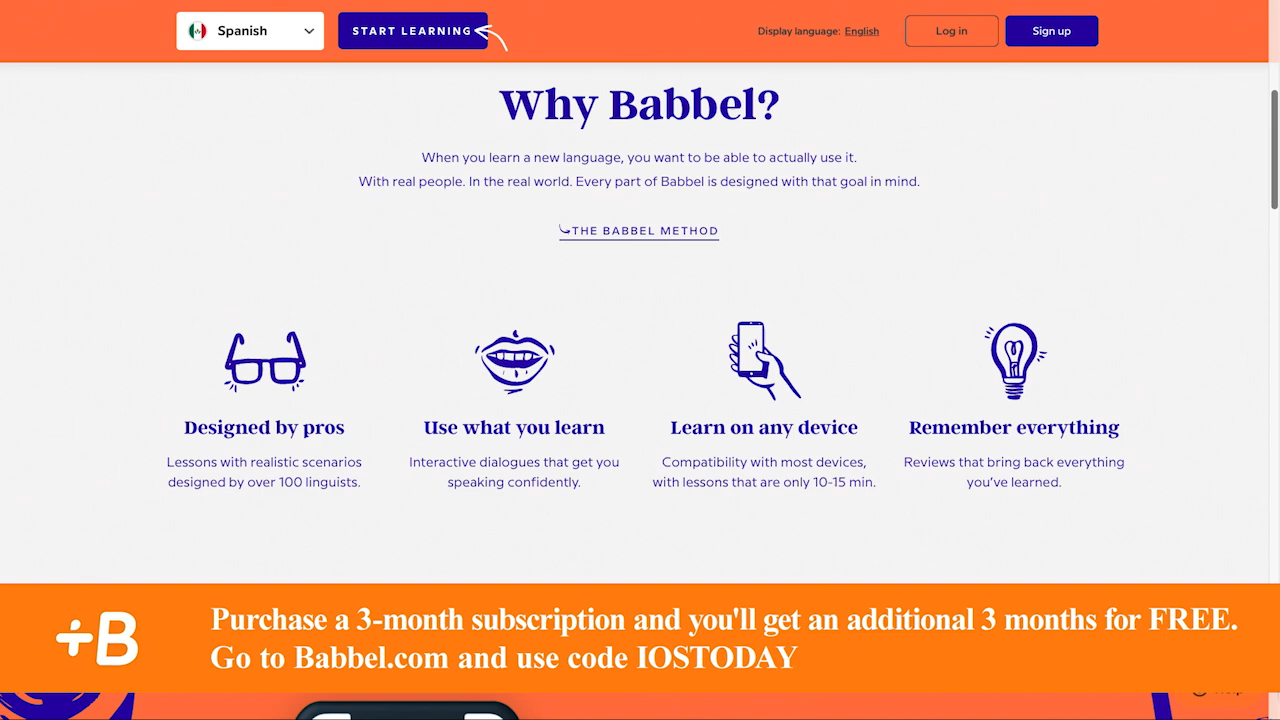 Spanish
START LEARNING
Display language: English
Log in
Sign up
Why Babbel?
When you learn a new language, you want to be able to actually use it.
With real people. In the real world. Every part of Babbel is designed with that goal in mind.
THE BABBEL METHOD
Designed by pros
Lessons with realistic scenarios
designed by over 100 linguists.
Use what you learn
Interactive dialogues that get you
speaking confidently.
Learn on any device
Compatibility with most devices,
with lessons that are only 10-15 min.
Remember everything
Reviews that bring back everything
you've learned.
+B
Purchase a 3-month subscription and you'll get an additional 3 months for FREE.
Go to Babbel.com and use code IOSTODAY